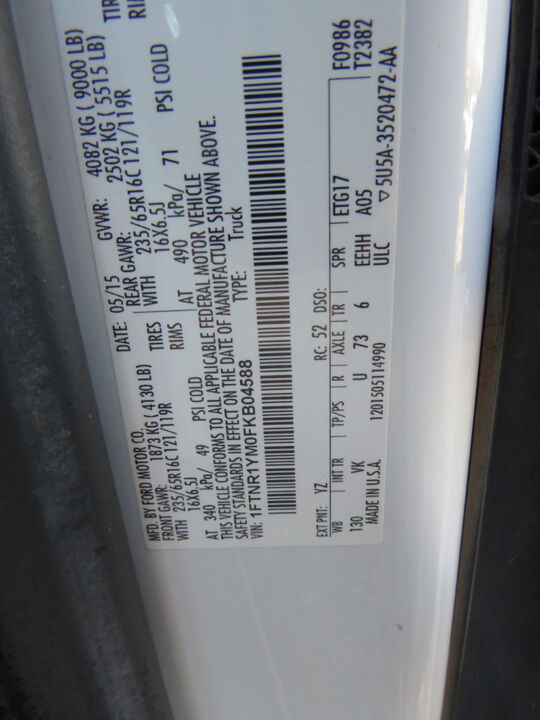 MFD. BY FORD MOTOR CO. DATE: 05/15 GVWR: 4082 KG ( 9000 LB)
FRONT GAWR: 1873 KG ( 4130 LB) REAR GAWR: 2502 KG ( 5515 LB)
WITH 235/65R16C 121/119R TIRES WITH 235/65R16C 121/119R TIR
16X6.5J RIMS 16X6.5J RI
AT 340 kPa/ 49 PSI COLD AT 490 kPa/ 71 PSI COLD
THIS VEHICLE CONFORMS TO ALL APPLICABLE FEDERAL MOTOR VEHICLE
SAFETY STANDARDS IN EFFECT ON THE DATE OF MANUFACTURE SHOWN ABOVE.
VIN: 1FTNR1YM0FKB04588 TYPE: Truck
F0986
EXT PNT: YZ RC: 52 DSO: T2382
WB INT TR TP/PS R AXLE TR SPR ETG17
130 VK U 73 6 EEHH A05
MADE IN U.S.A. 1201505114990 ULC ▽5U5A-3520472-AA